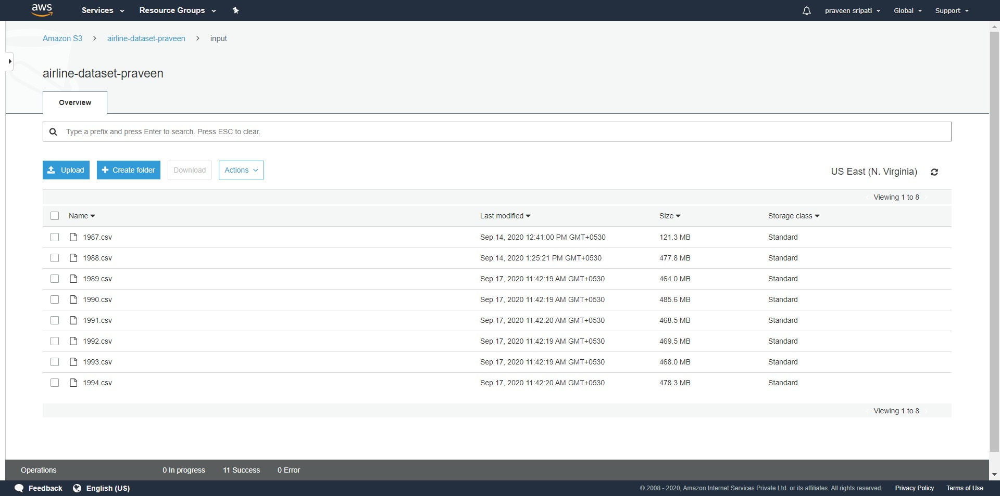 aws Services Resource Groups praveen sripati Global Support
Amazon S3 > airline-dataset-praveen > input
airline-dataset-praveen
Overview
Type a prefix and press Enter to search. Press ESC to clear.
Upload + Create folder Download Actions US East (N. Virginia)
Viewing 1 to 8
Name Last modified Size Storage class
1987.csv Sep 14, 2020 12:41:00 PM GMT+0530 121.3 MB Standard
1988.csv Sep 14, 2020 1:25:21 PM GMT+0530 477.8 MB Standard
1989.csv Sep 17, 2020 11:42:19 AM GMT+0530 464.0 MB Standard
1990.csv Sep 17, 2020 11:42:19 AM GMT+0530 485.6 MB Standard
1991.csv Sep 17, 2020 11:42:20 AM GMT+0530 468.5 MB Standard
1992.csv Sep 17, 2020 11:42:19 AM GMT+0530 469.5 MB Standard
1993.csv Sep 17, 2020 11:42:19 AM GMT+0530 468.0 MB Standard
1994.csv Sep 17, 2020 11:42:20 AM GMT+0530 478.3 MB Standard
Viewing 1 to 8
Operations 0 In progress 11 Success 0 Error
Feedback English (US) © 2008 - 2020, Amazon Internet Services Private Ltd. or its affiliates. All rights reserved. Privacy Policy Terms of Use